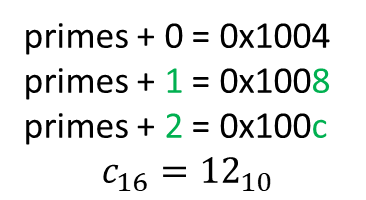 primes + 0 = 0x1004
primes + 1 = 0x1008
primes + 2 = 0x100c
c₁₆ = 12₁₀